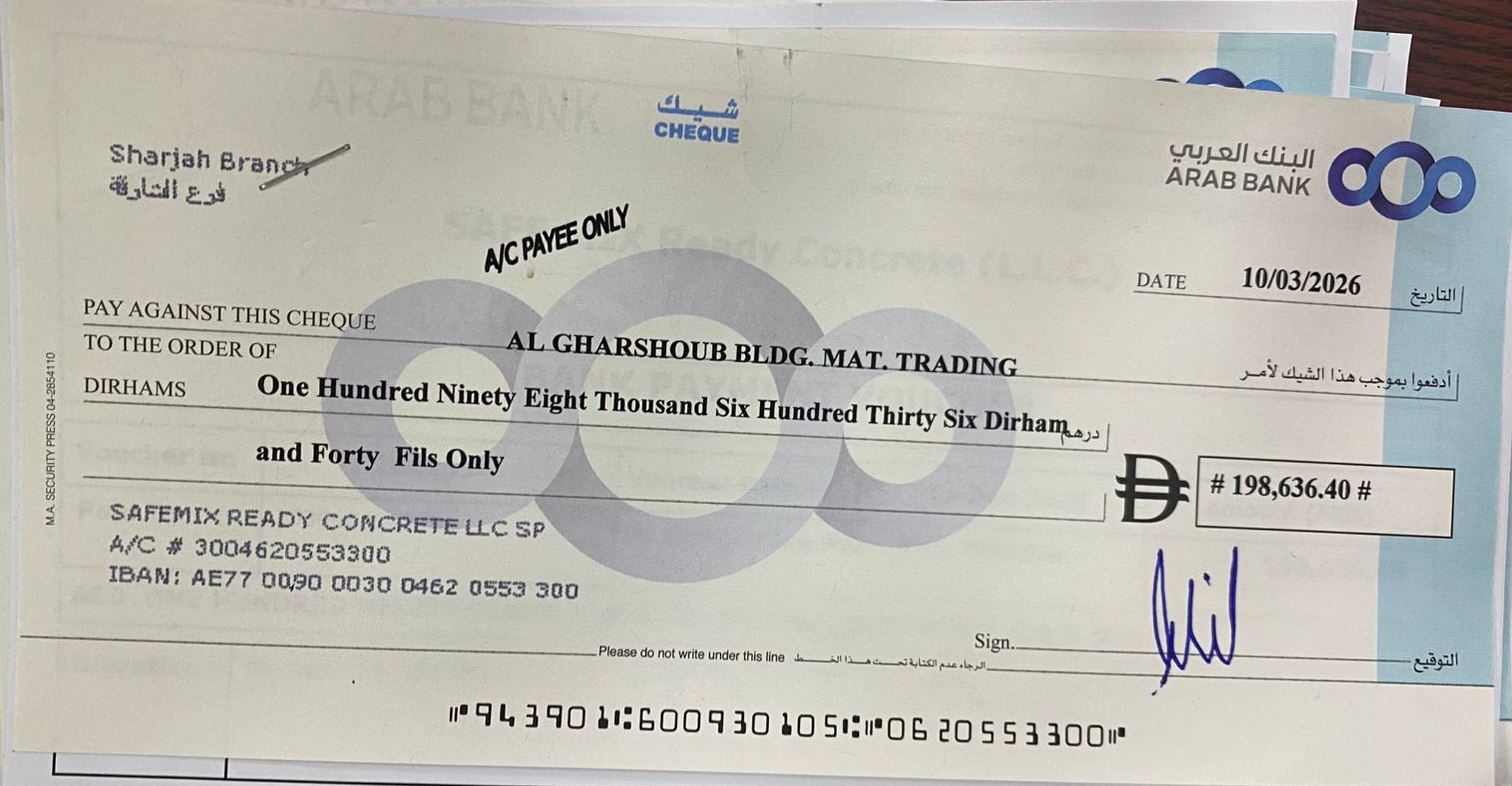 شيك
CHEQUE
Sharjah Branch
فرع الشارقة
البنك العربي
ARAB BANK
A/C PAYEE ONLY
DATE 10/03/2026 التاريخ
PAY AGAINST THIS CHEQUE
TO THE ORDER OF AL GHARSHOUB BLDG. MAT. TRADING أدفعوا بموجب هذا الشيك لأمر
DIRHAMS One Hundred Ninety Eight Thousand Six Hundred Thirty Six Dirham درهم
and Forty Fils Only
# 198,636.40 #
SAFEMIX READY CONCRETE LLC SP
A/C # 3004620553300
IBAN: AE77 0090 0030 0462 0553 300
Sign. التوقيع
Please do not write under this line الرجاء عدم الكتابة تحت هذا الخط
943901 600930105 0620553300
M.A. SECURITY PRESS 04-2854110